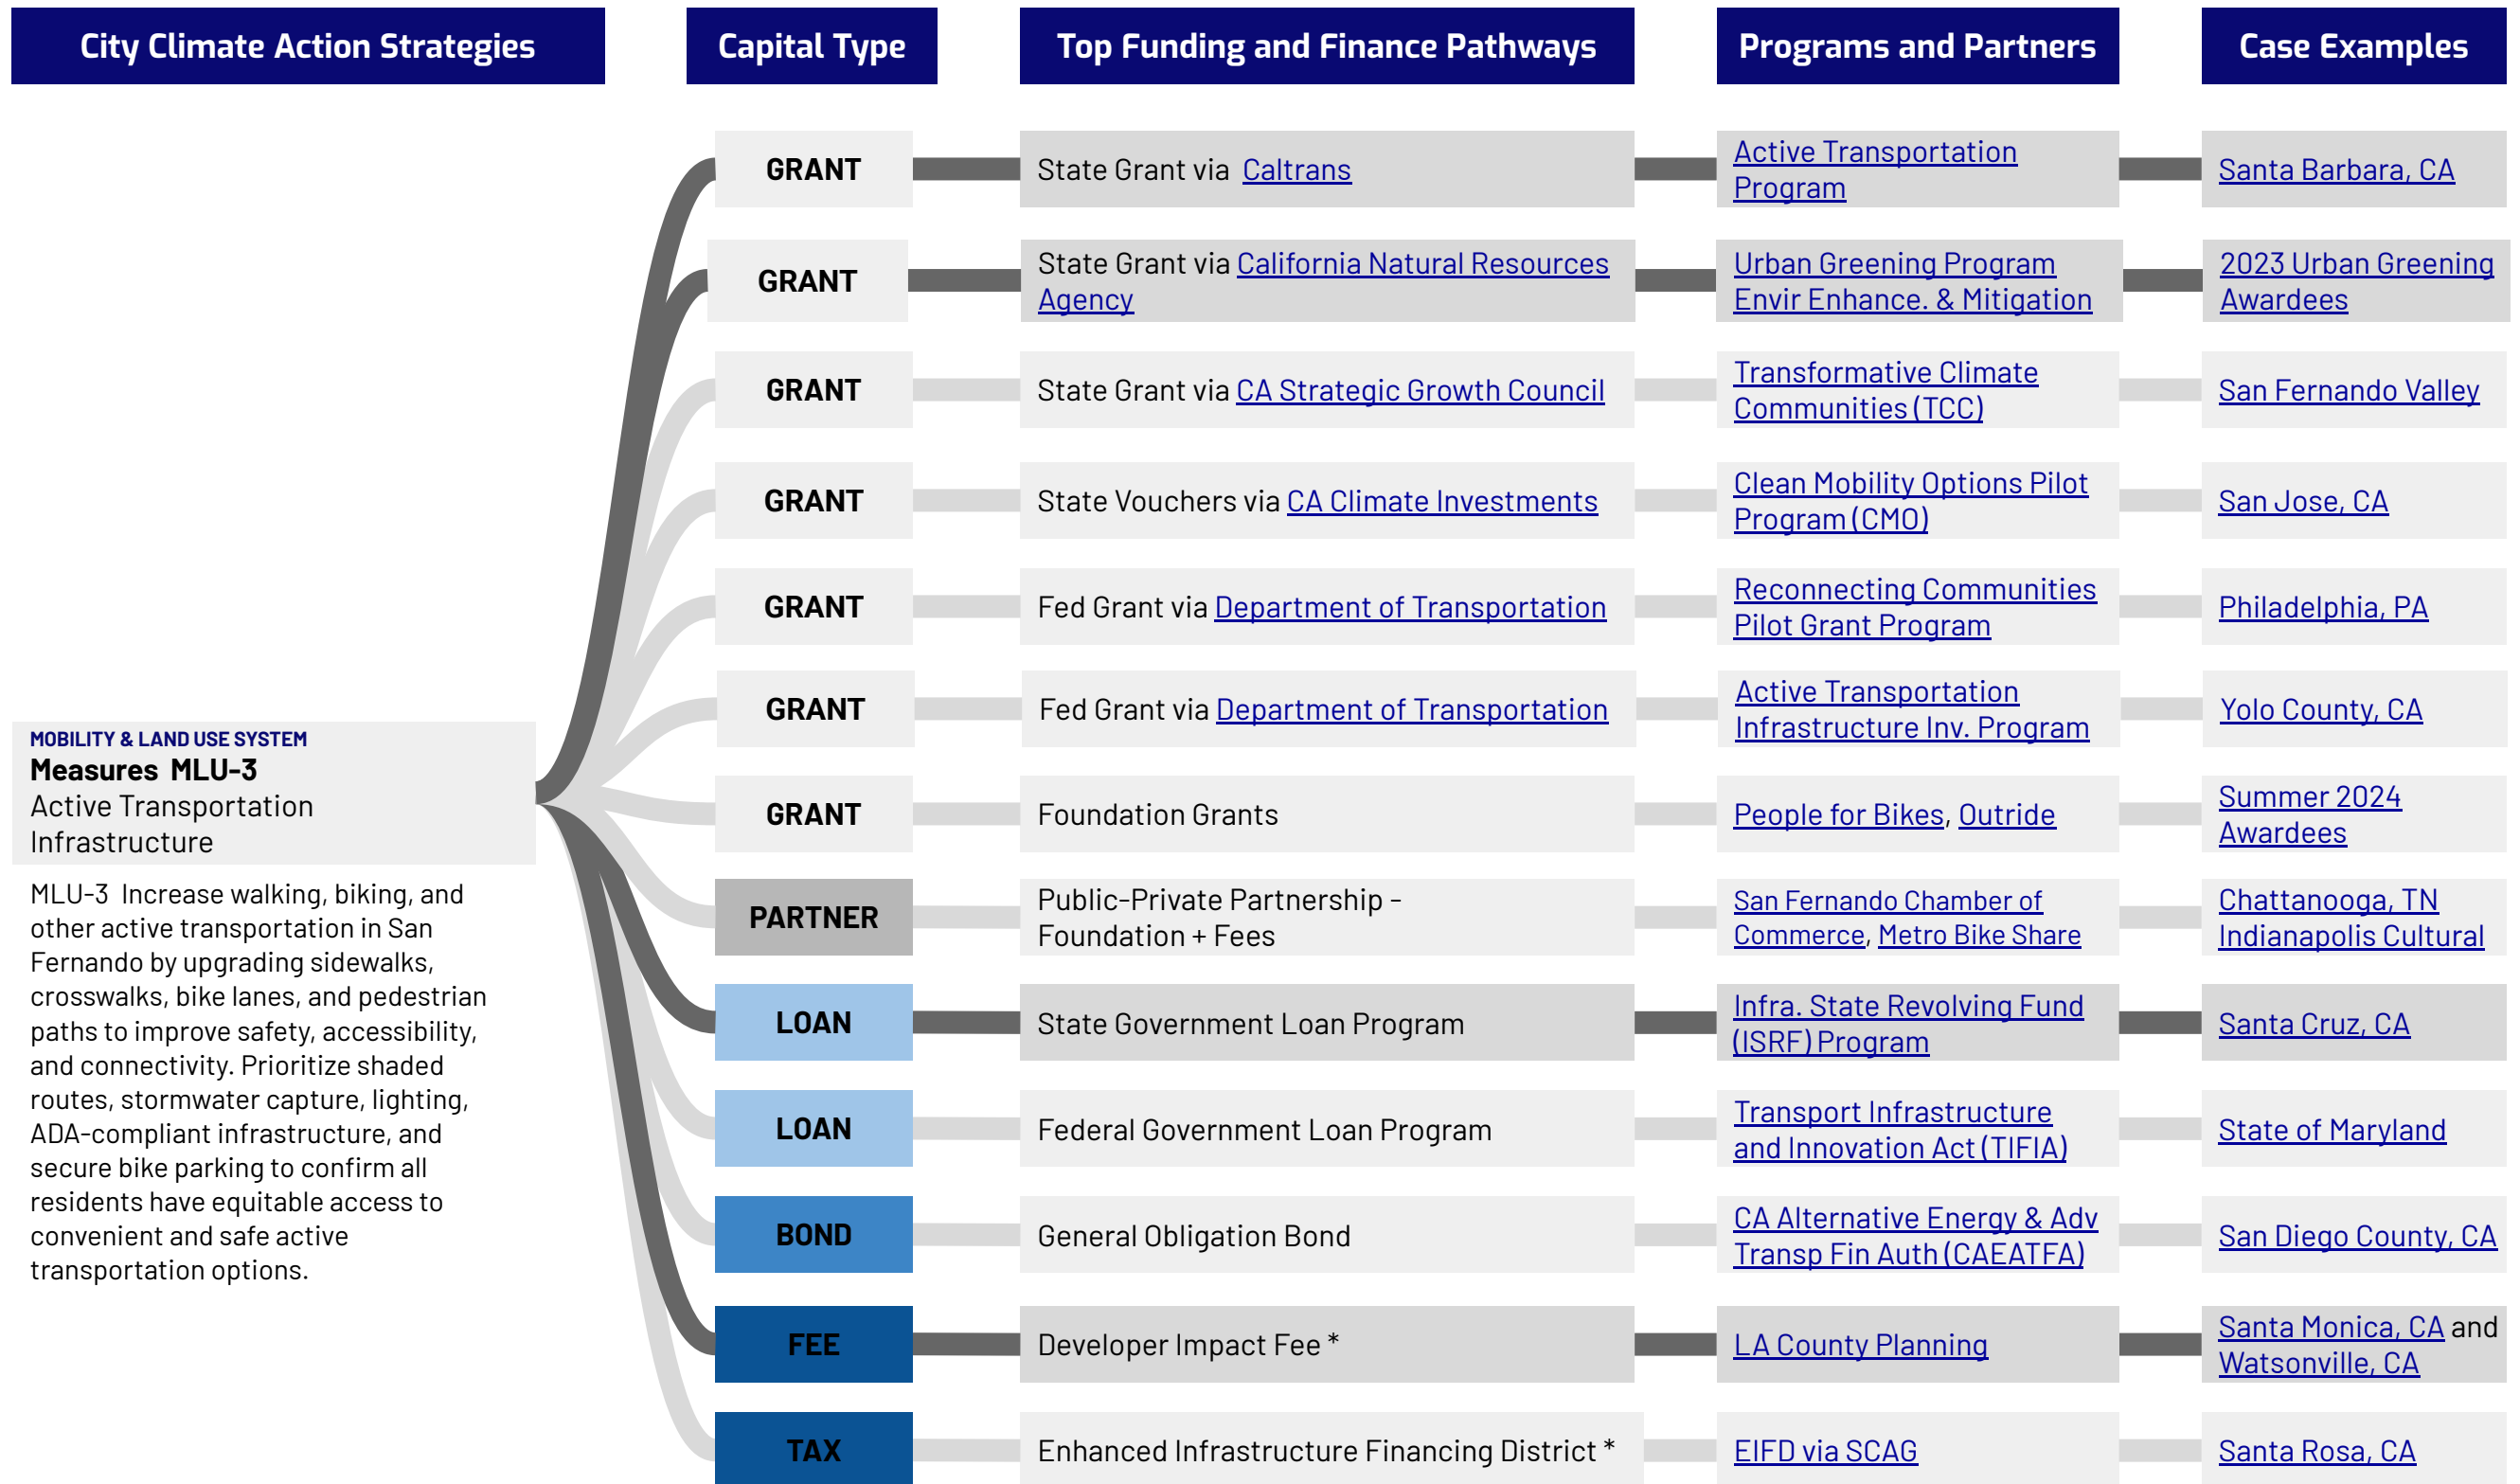 City Climate Action Strategies
Capital Type
Top Funding and Finance Pathways
Programs and Partners
Case Examples
MOBILITY & LAND USE SYSTEM
Measures MLU-3
Active Transportation
Infrastructure
MLU-3 Increase walking, biking, and
other active transportation in San
Fernando by upgrading sidewalks,
crosswalks, bike lanes, and pedestrian
paths to improve safety, accessibility,
and connectivity. Prioritize shaded
routes, stormwater capture, lighting,
ADA-compliant infrastructure, and
secure bike parking to confirm all
residents have equitable access to
convenient and safe active
transportation options.
GRANT
State Grant via Caltrans
Active Transportation
Program
Santa Barbara, CA
GRANT
State Grant via California Natural Resources
Agency
Urban Greening Program
Envir Enhance. & Mitigation
2023 Urban Greening
Awardees
GRANT
State Grant via CA Strategic Growth Council
Transformative Climate
Communities (TCC)
San Fernando Valley
GRANT
State Vouchers via CA Climate Investments
Clean Mobility Options Pilot
Program (CMO)
San Jose, CA
GRANT
Fed Grant via Department of Transportation
Reconnecting Communities
Pilot Grant Program
Philadelphia, PA
GRANT
Fed Grant via Department of Transportation
Active Transportation
Infrastructure Inv. Program
Yolo County, CA
GRANT
Foundation Grants
People for Bikes, Outride
Summer 2024
Awardees
PARTNER
Public-Private Partnership -
Foundation + Fees
San Fernando Chamber of
Commerce, Metro Bike Share
Chattanooga, TN
Indianapolis Cultural
LOAN
State Government Loan Program
Infra. State Revolving Fund
(ISRF) Program
Santa Cruz, CA
LOAN
Federal Government Loan Program
Transport Infrastructure
and Innovation Act (TIFIA)
State of Maryland
BOND
General Obligation Bond
CA Alternative Energy & Adv
Transp Fin Auth (CAEATFA)
San Diego County, CA
FEE
Developer Impact Fee *
LA County Planning
Santa Monica, CA and
Watsonville, CA
TAX
Enhanced Infrastructure Financing District *
EIFD via SCAG
Santa Rosa, CA